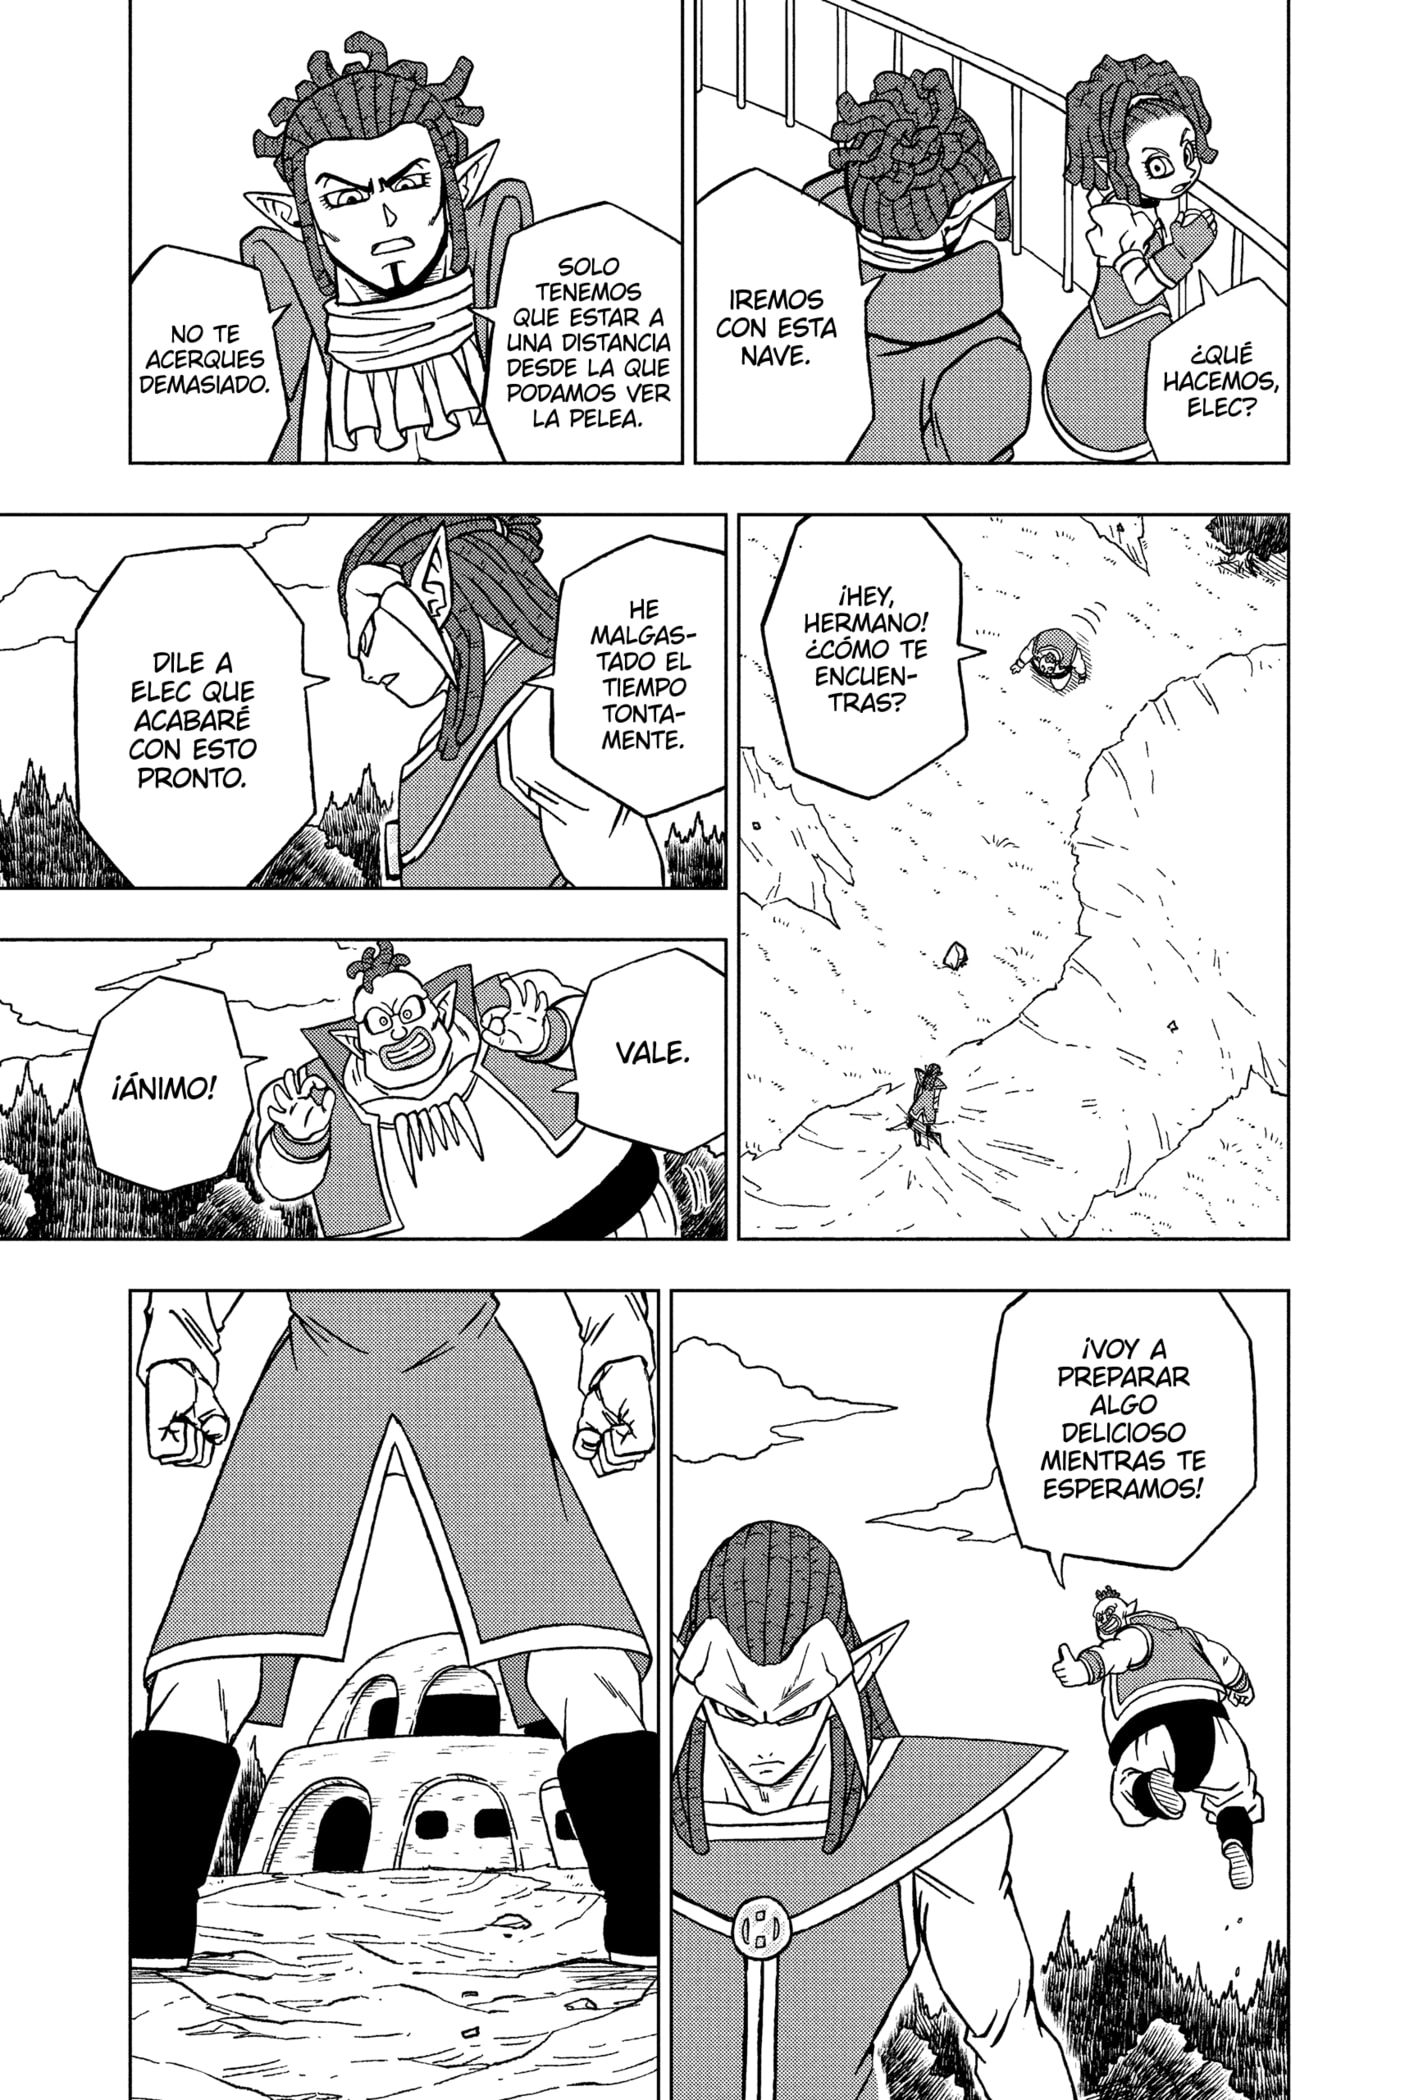 ¿QUÉ
HACEMOS,
ELEC?
IREMOS
CON ESTA
NAVE.
SOLO
TENEMOS
QUE ESTAR A
UNA DISTANCIA
DESDE LA QUE
PODAMOS VER
LA PELEA.
NO TE
ACERQUES
DEMASIADO.
¡HEY,
HERMANO!
¿CÓMO TE
ENCUEN-
TRAS?
HE
MALGAS-
TADO EL
TIEMPO
TONTA-
MENTE.
DILE A
ELEC QUE
ACABARÉ
CON ESTO
PRONTO.
VALE.
¡ÁNIMO!
¡VOY A
PREPARAR
ALGO
DELICIOSO
MIENTRAS TE
ESPERAMOS!